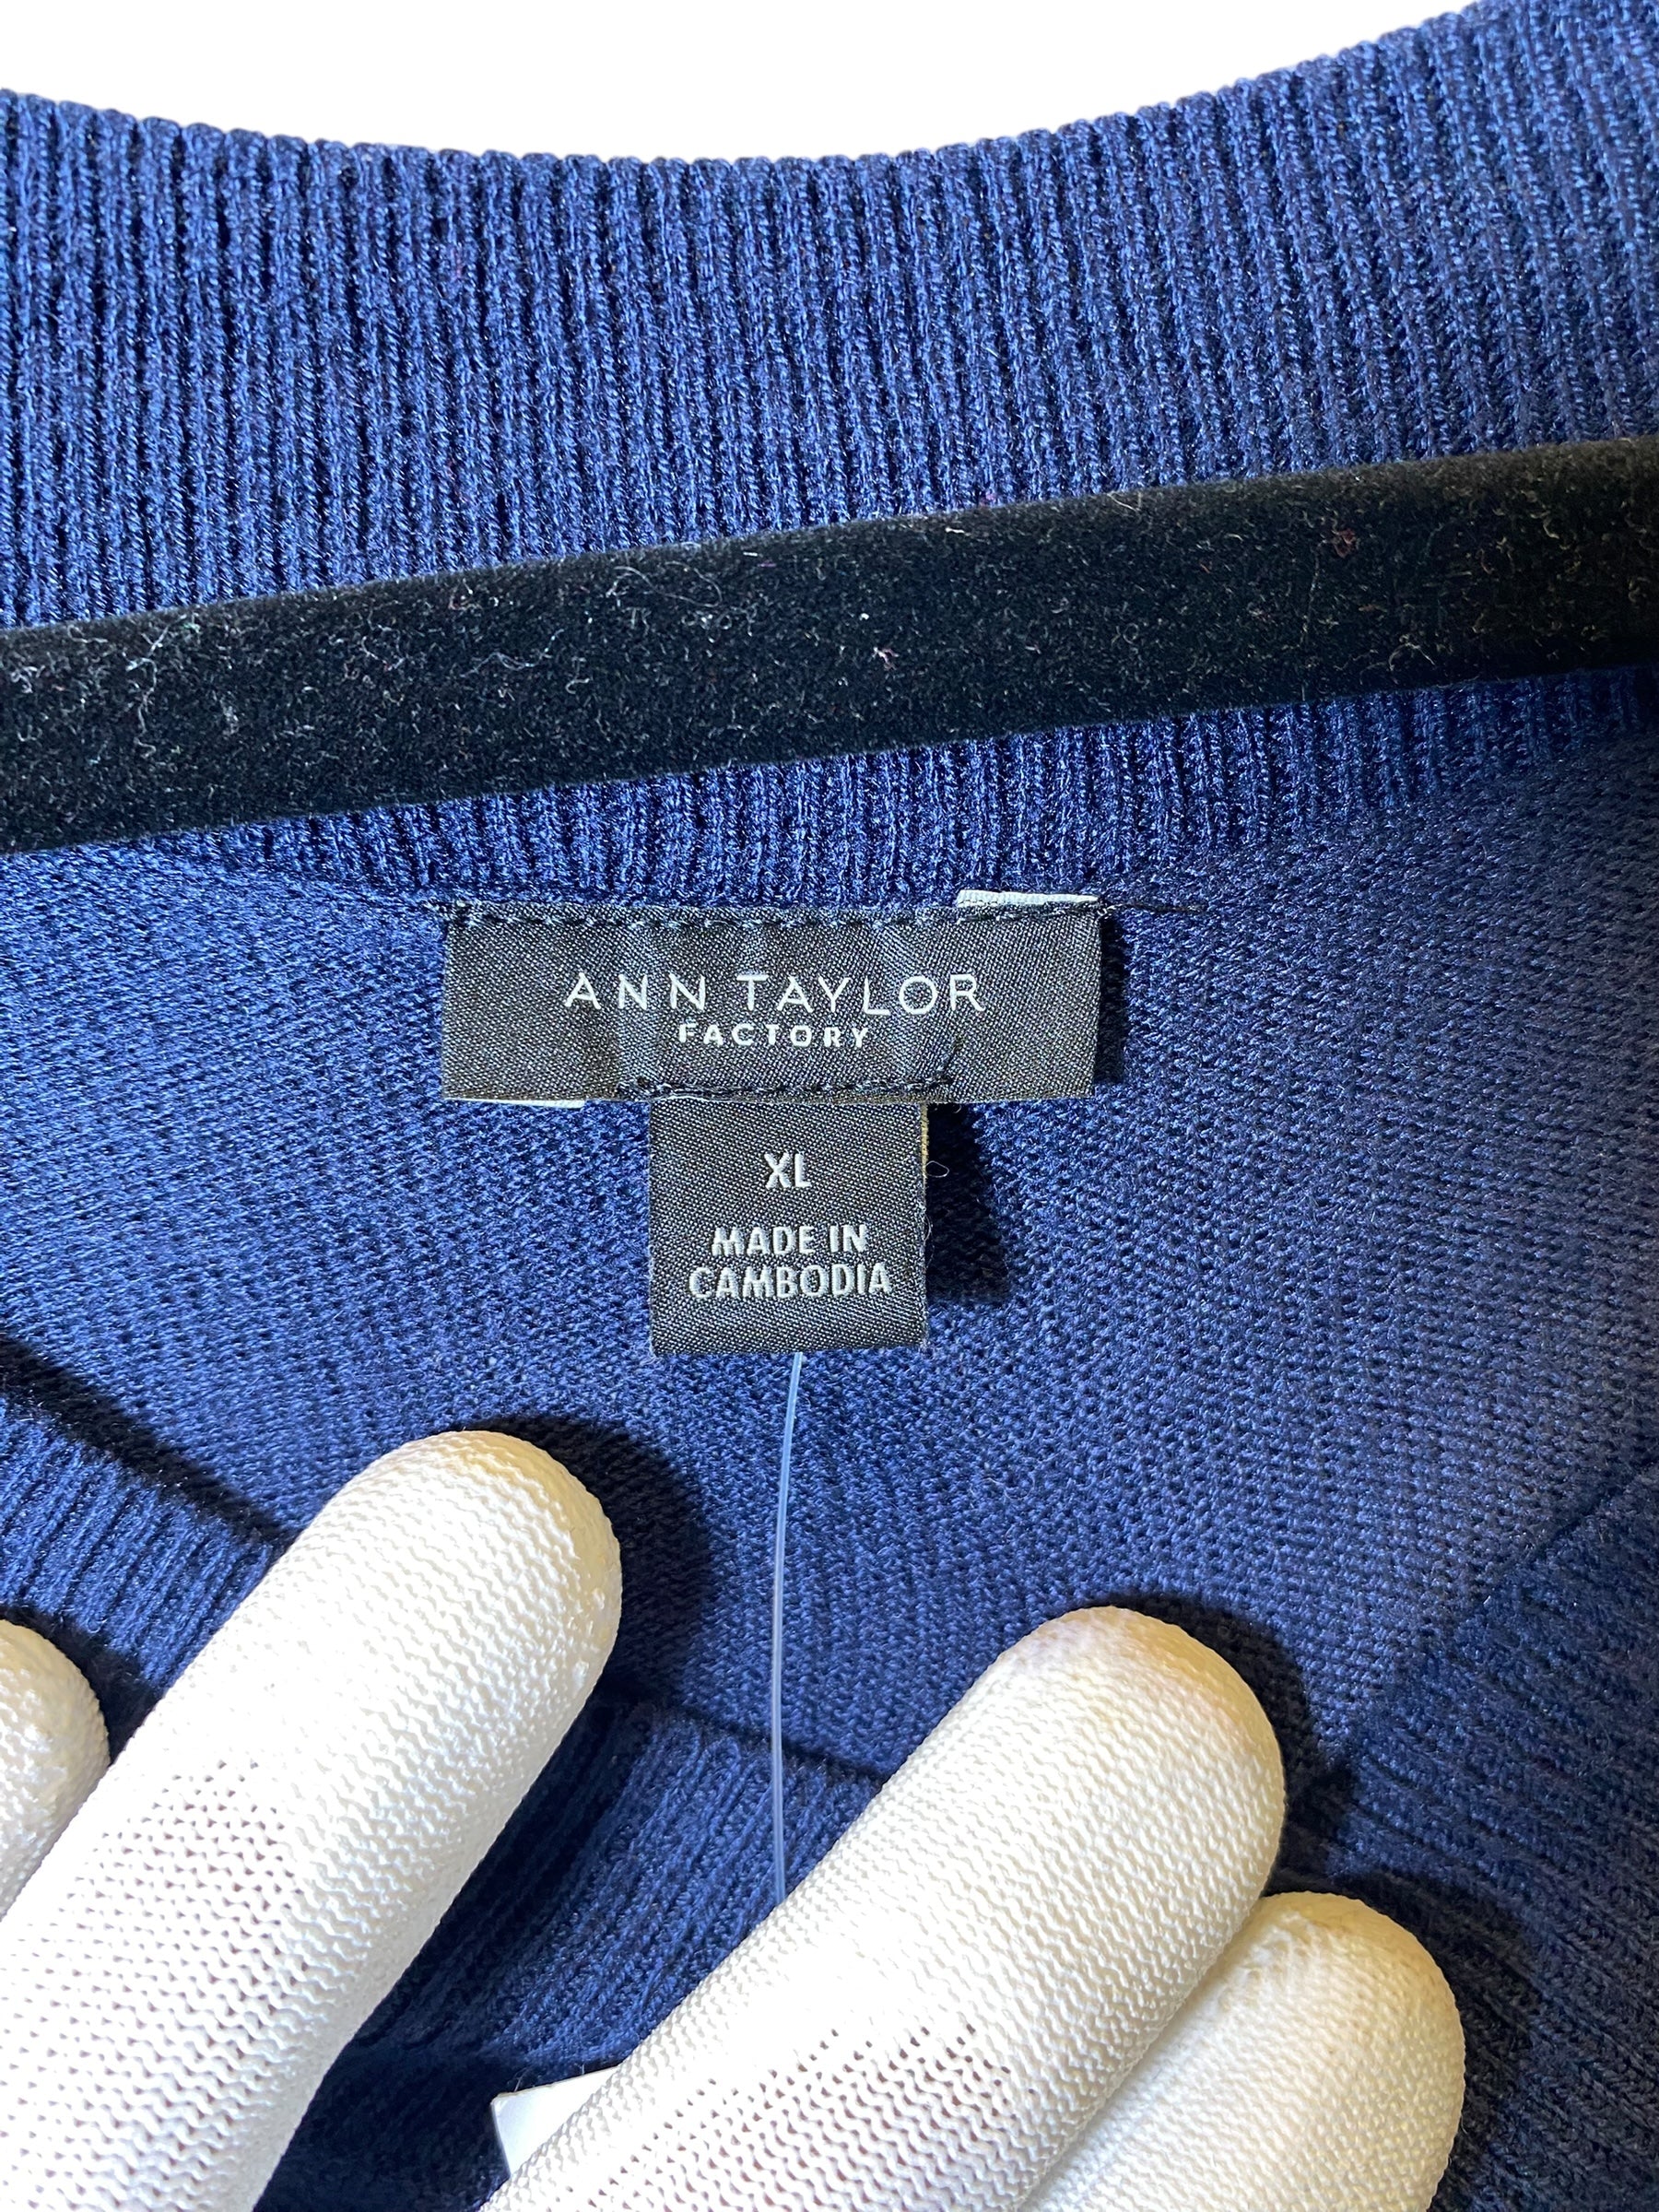 ANN TAYLOR
FACTORY
XL
MADE IN
CAMBODIA